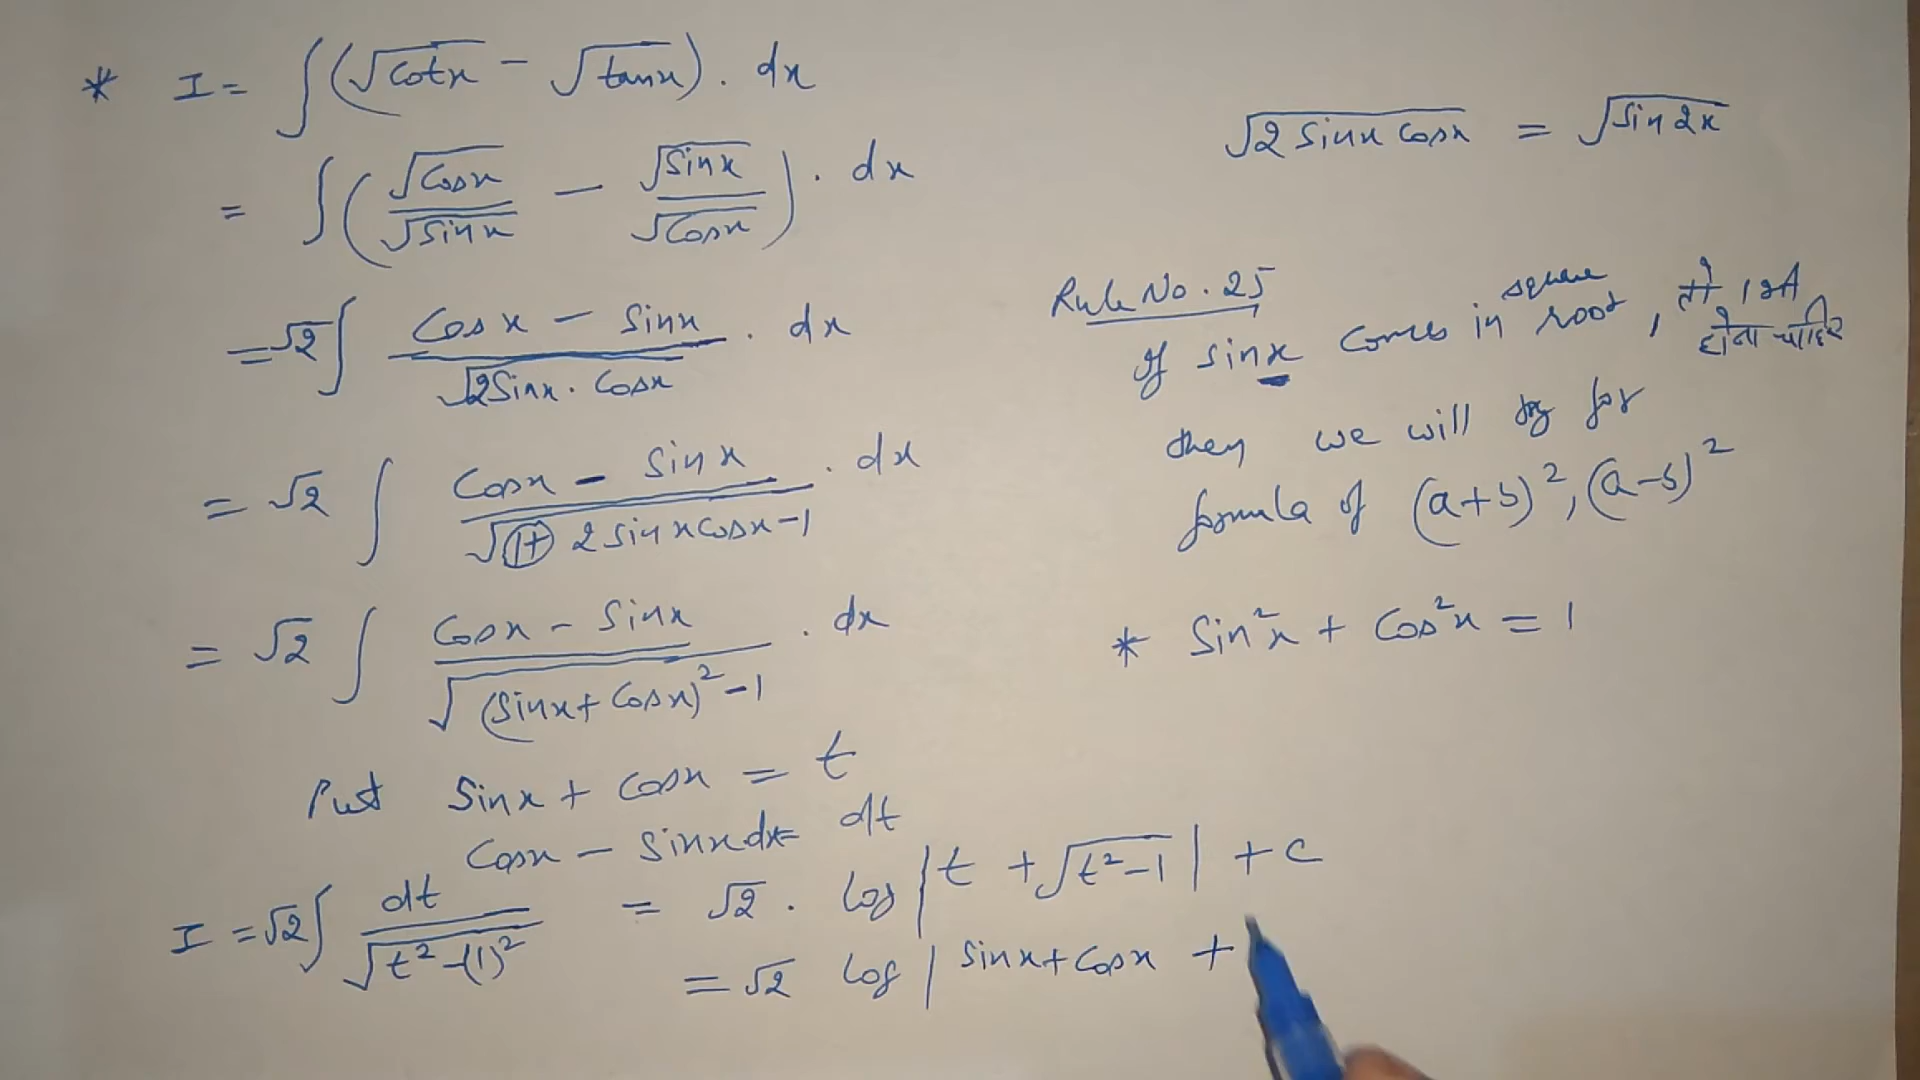 * I = ∫(√cotx − √tanx). dx
= ∫(√Cosx/√Sinx − √Sinx/√Cosx). dx
= √2∫ Cosx − Sinx/√2Sinx. Cosx . dx
= √2 ∫ Cosx − Sinx/√1+ 2SinxCosx−1 . dx
= √2 ∫ Cosx − Sinx/√(Sinx+Cosx)²−1 . dx
Put Sinx + Cosx = t
Cosx − Sinxdx= dt
I = √2∫ dt/√t²−(1)² = √2 . log |t + √t²−1| + c
= √2 log | Sinx+Cosx +
√2 Sinx Cosx = √Sin2x
Rule No. 25
If sinx comes in square root, तो 1 और होना चाहिए
then we will try for
formula of (a+b)², (a−b)²
* Sin²x + Cos²x = 1